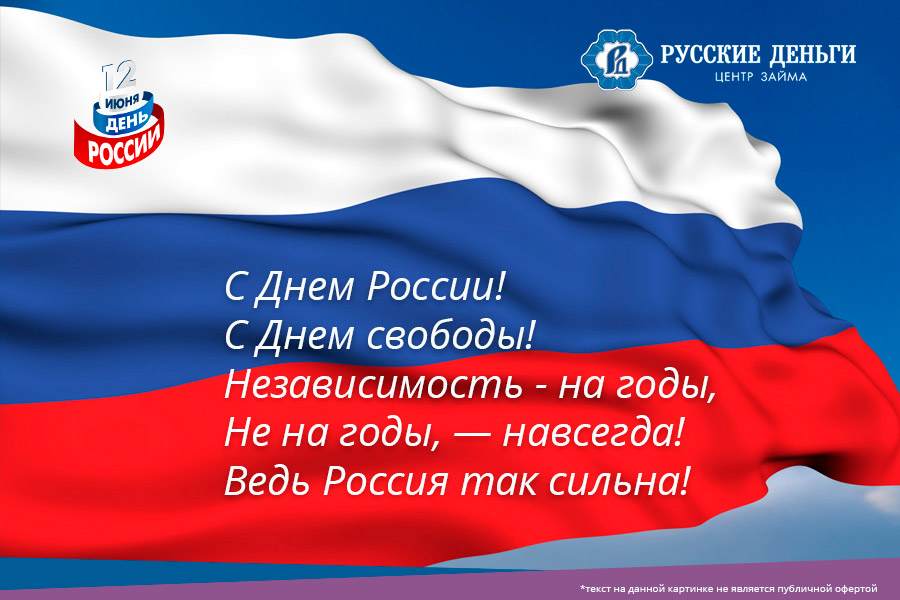 12
ИЮНЯ
ДЕНЬ
РОССИИ
РД
РУССКИЕ ДЕНЬГИ
ЦЕНТР ЗАЙМА
С Днем России!
С Днем свободы!
Независимость - на годы,
Не на годы, — навсегда!
Ведь Россия так сильна!
*текст на данной картинке не является публичной офертой